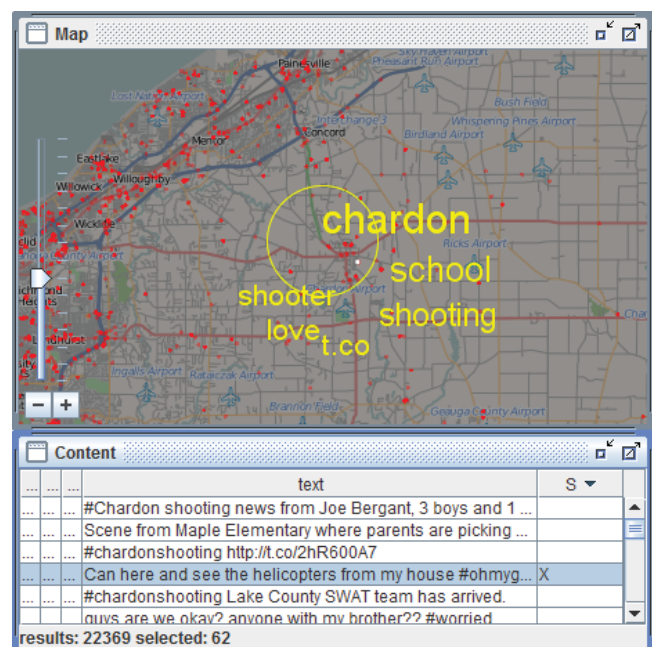 Map
Sky Haven Airport
Painesville
Pheasant Run Airport
Lost Nation Airport
Bush Field
Interchange 3
Whispering Pines Airport
Concord
Birdland Airport
Mentor
Eastlake
Willoughby
Willowick
chardon
Wickliffe
Ricks Airport
school
Airport
shooter
shooting
love
t.co
Ingalls Airport
Rataiczak Airport
Brannon Field
Geauga County Airport
- +
Content
... ... ... text S
... ... ... #Chardon shooting news from Joe Bergant, 3 boys and 1 ...
... ... ... Scene from Maple Elementary where parents are picking ...
... ... ... #chardonshooting http://t.co/2hR600A7
... ... ... Can here and see the helicopters from my house #ohmyg... X
... ... ... #chardonshooting Lake County SWAT team has arrived.
guys are we okay? anyone with my brother?? #worried
results: 22369 selected: 62